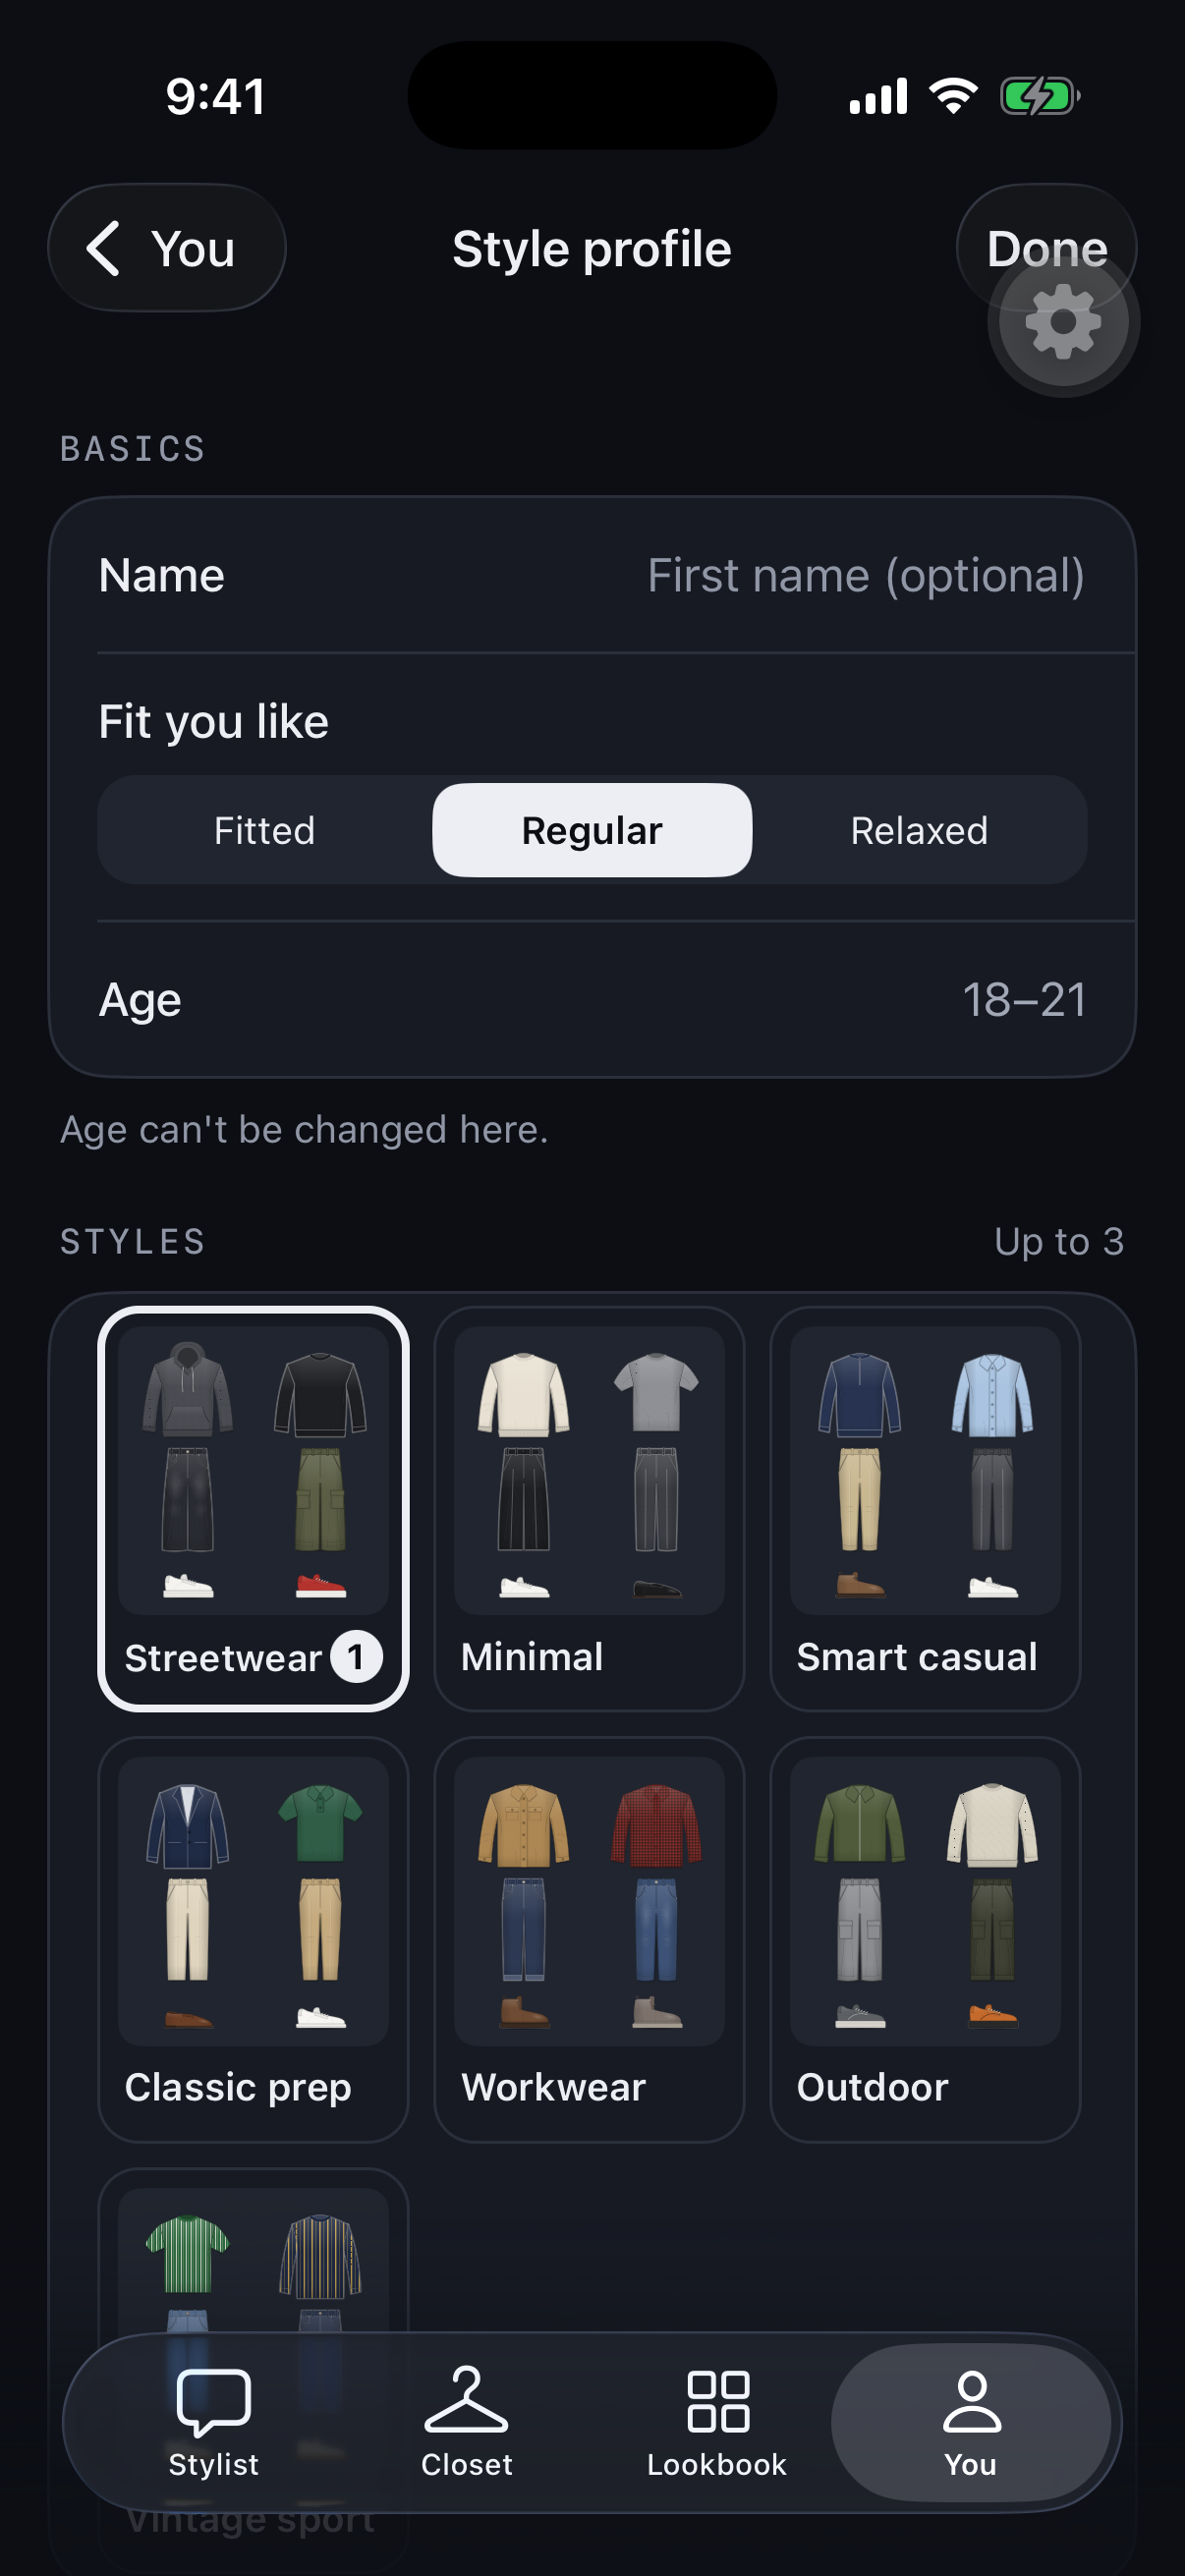 9:41
You
Style profile
Done
BASICS
Name
First name (optional)
Fit you like
Fitted
Regular
Relaxed
Age
18–21
Age can't be changed here.
STYLES
Up to 3
Streetwear 1
Minimal
Smart casual
Classic prep
Workwear
Outdoor
Vintage sport
Stylist
Closet
Lookbook
You